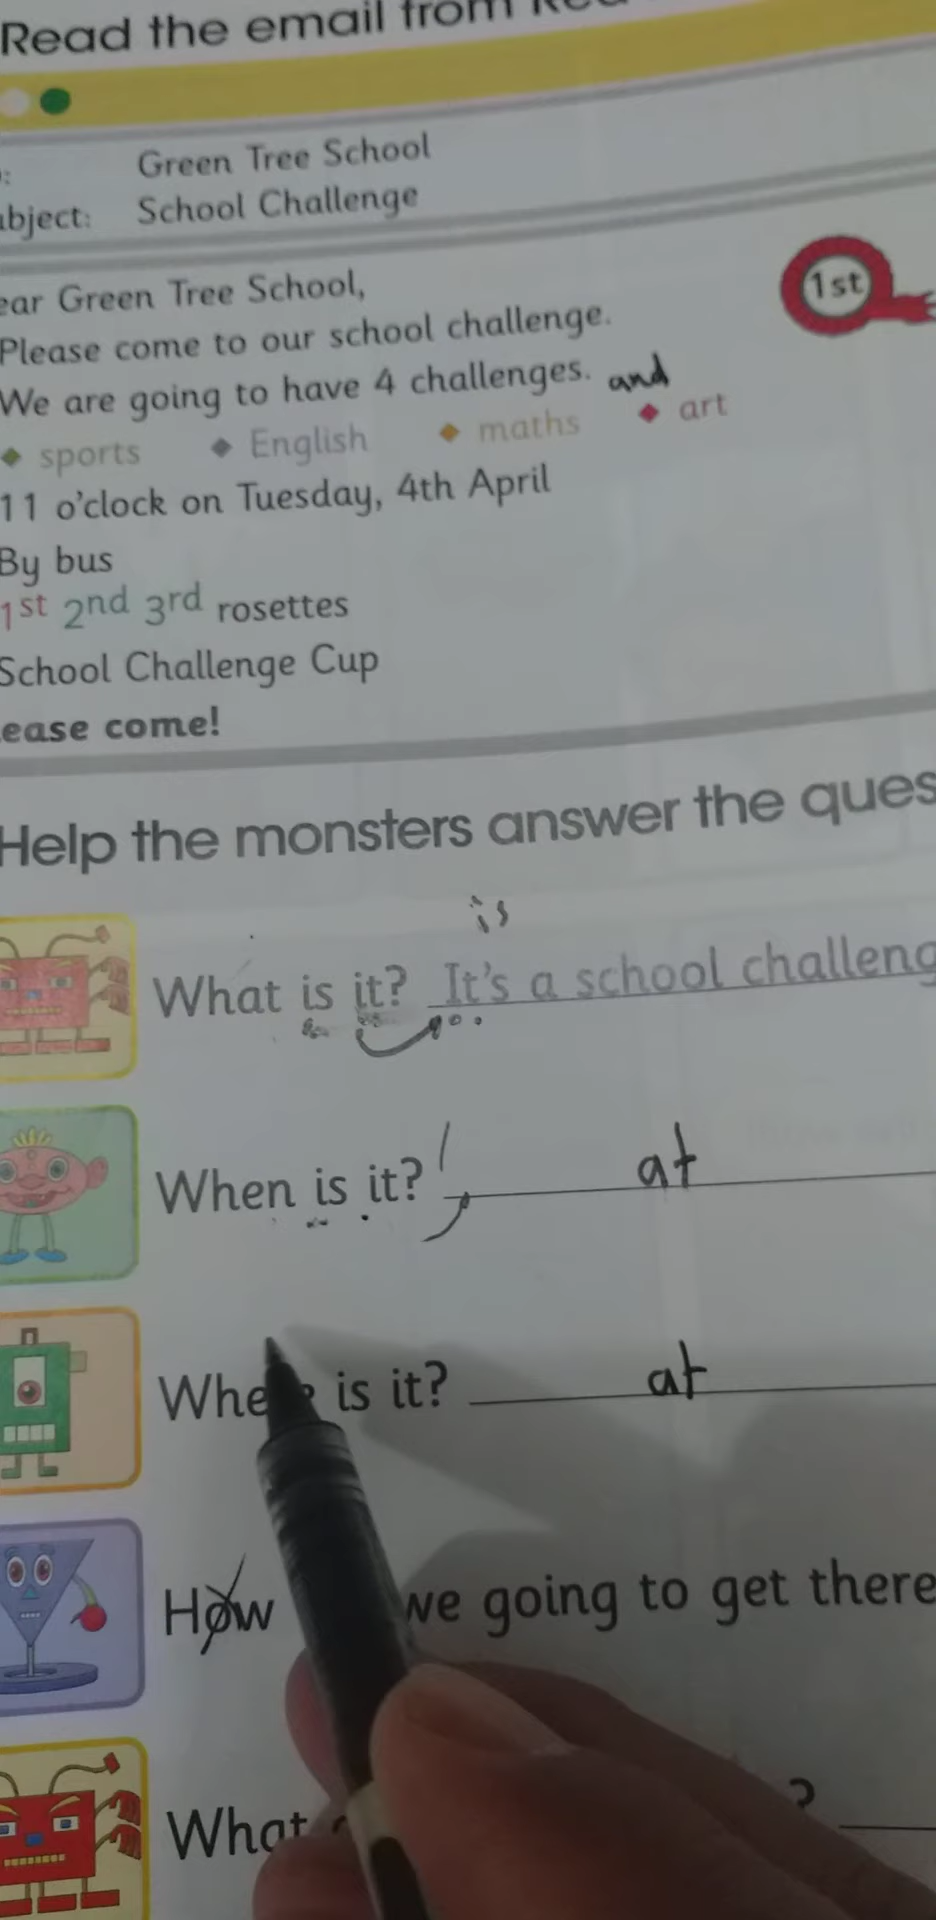 Read the email from
Green Tree School
bject: School Challenge
ear Green Tree School,
1st
Please come to our school challenge.
We are going to have 4 challenges. and
sports English maths art
11 o'clock on Tuesday, 4th April
By bus
1st 2nd 3rd rosettes
School Challenge Cup
ease come!
Help the monsters answer the ques
is
What is it? It's a school challeng
When is it? at
Whe is it? at
How we going to get there
What ?